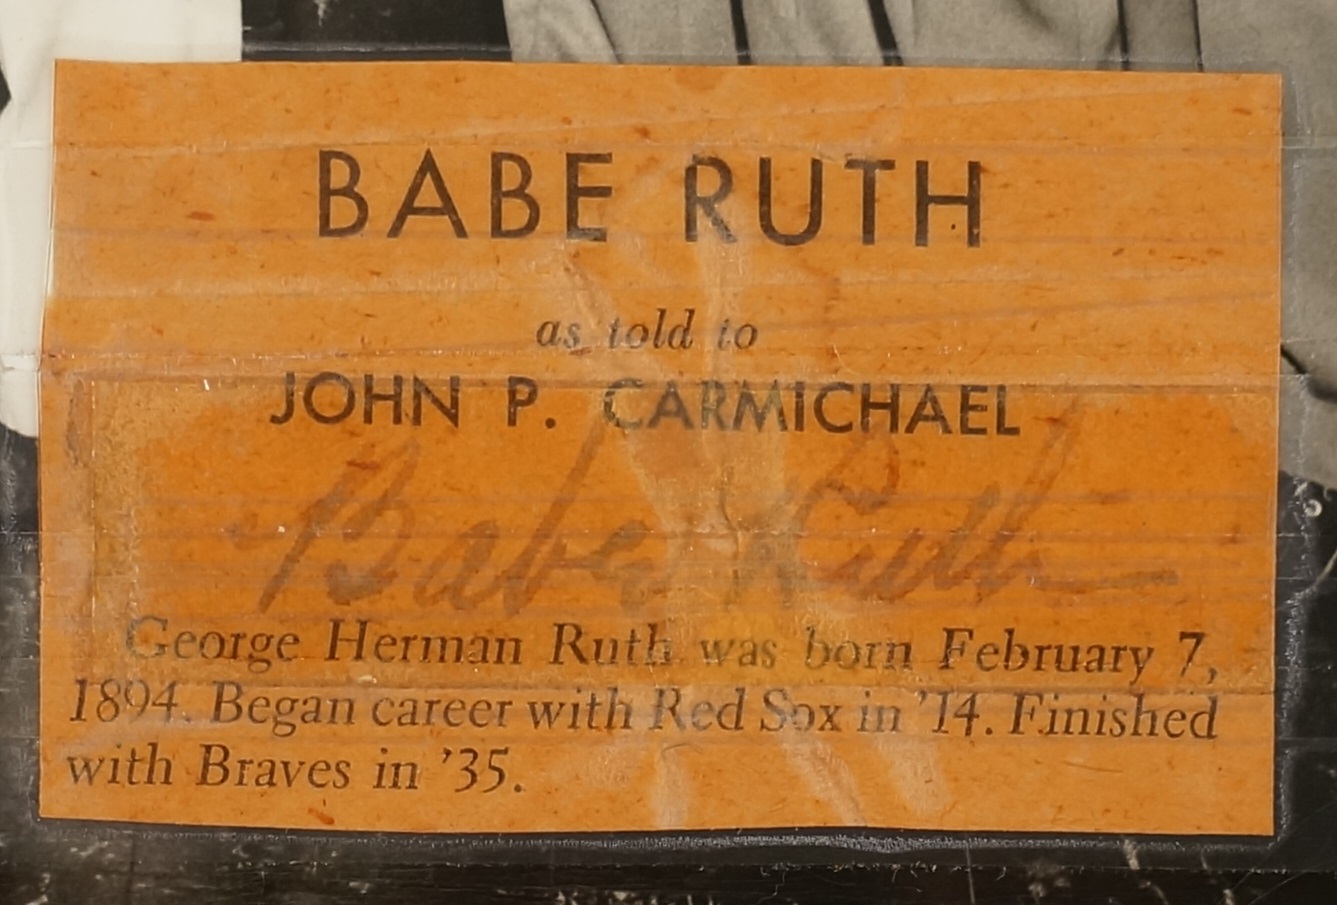 BABE RUTH
as told to
JOHN P. CARMICHAEL
Babe Ruth
George Herman Ruth was born February 7,
1894. Began career with Red Sox in '14. Finished
with Braves in '35.